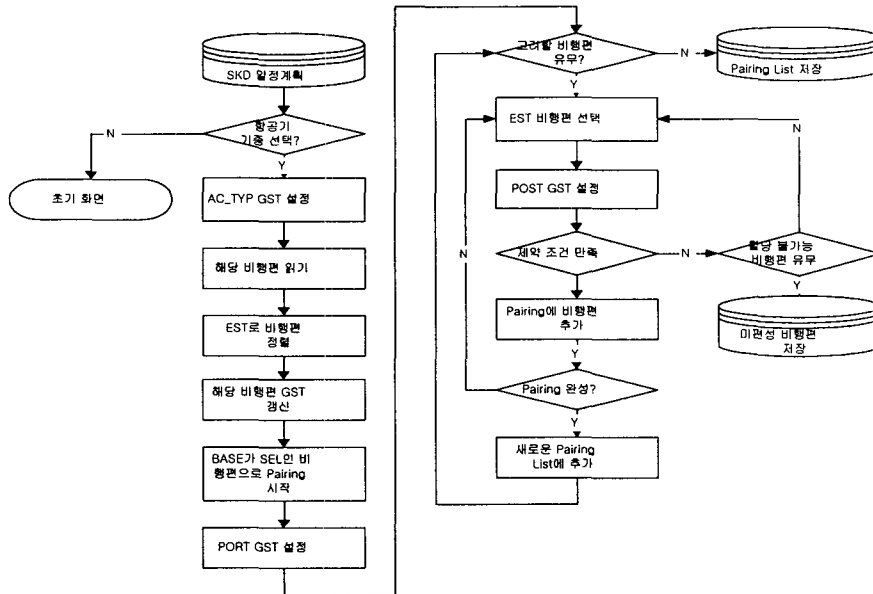 SKD 일정계획
항공기
기종 선택?
N
Y
초기 화면
AC_TYP GST 설정
해당 비행편 읽기
EST로 비행편
정렬
해당 비행편 GST
갱신
BASE가 SEL인 비
행편으로 Pairing
시작
PORT GST 설정
고려할 비행편
유무?
N
Pairing List 저장
Y
EST 비행편 선택
N
POST GST 설정
N
제약 조건 만족
N
할당 불가능
비행편 유무
Y
Y
Pairing에 비행편
추가
미편성 비행편
저장
Y
Pairing 완성?
Y
새로운 Pairing
List에 추가